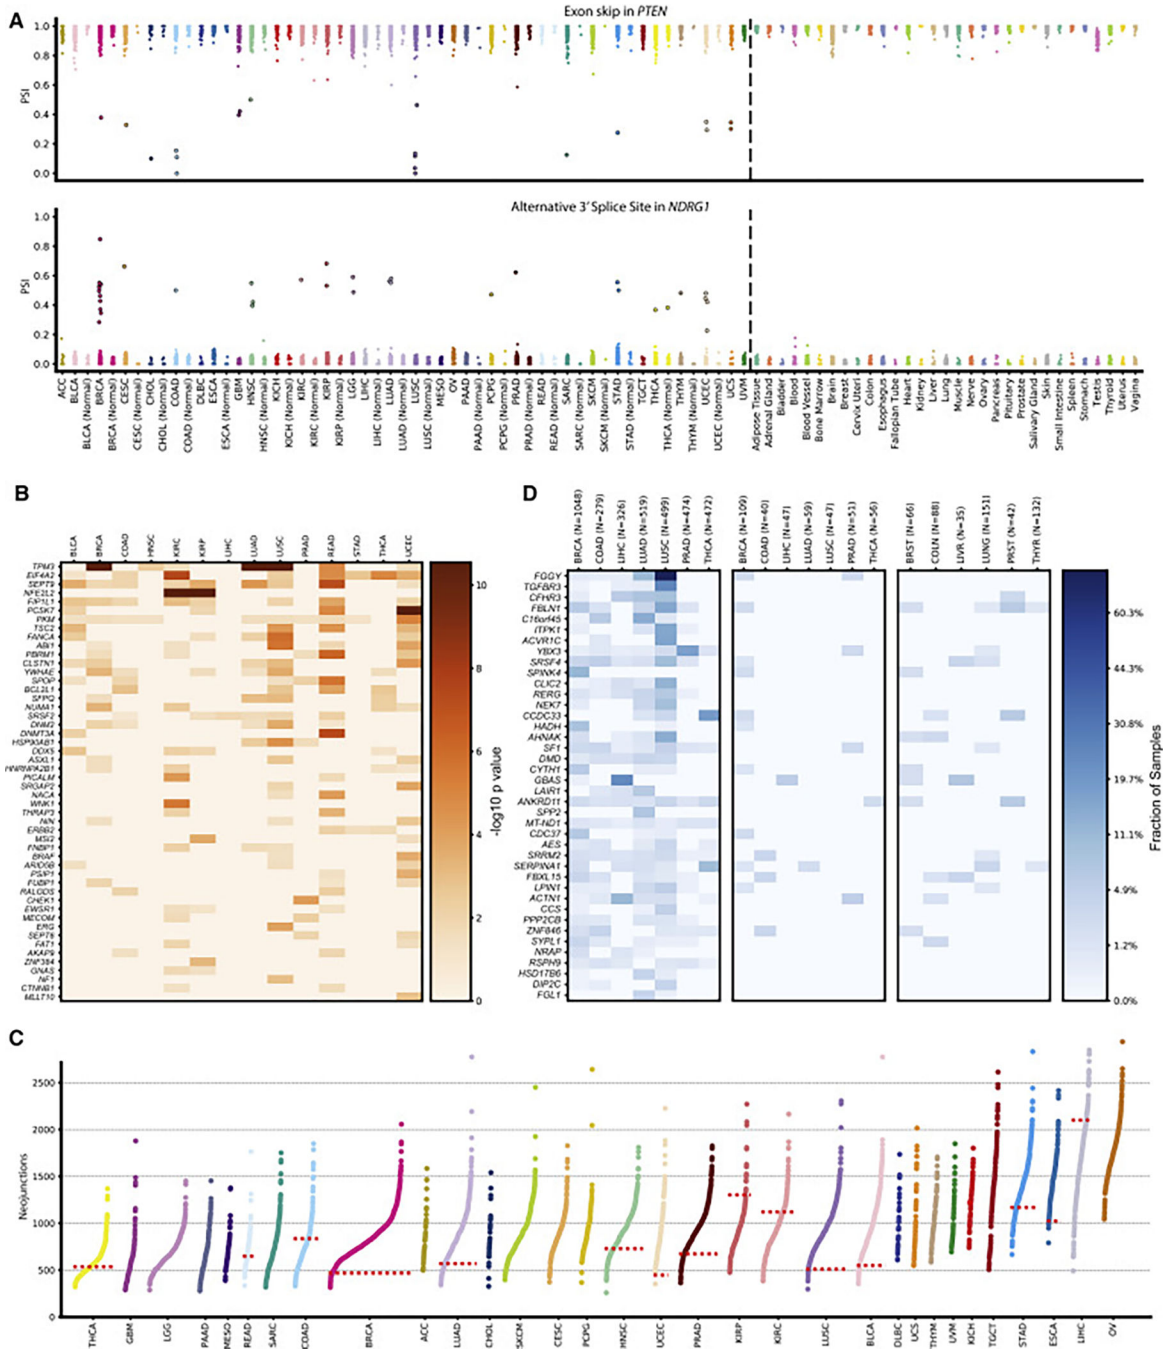 A
Exon skip in PTEN
1.0
0.8
0.6
0.4
0.2
0.0
PSI
Alternative 3′ Splice Site in NDRG1
1.0
0.8
0.6
0.4
0.2
0.0
PSI
ACC
BLCA
BLCA (Normal)
BRCA
BRCA (Normal)
CESC
CESC (Normal)
CHOL
CHOL (Normal)
COAD
COAD (Normal)
DLBC
ESCA
ESCA (Normal)
GBM
HNSC
HNSC (Normal)
KICH
KICH (Normal)
KIRC
KIRC (Normal)
KIRP
KIRP (Normal)
LGG
LIHC
LIHC (Normal)
LUAD
LUAD (Normal)
LUSC
LUSC (Normal)
MESO
OV
PAAD
PAAD (Normal)
PCPG
PCPG (Normal)
PRAD
PRAD (Normal)
READ
READ (Normal)
SARC
SARC (Normal)
SKCM
SKCM (Normal)
STAD
STAD (Normal)
TGCT
THCA
THCA (Normal)
THYM
THYM (Normal)
UCEC
UCEC (Normal)
UCS
UVM
Adipose Tissue
Adrenal Gland
Bladder
Blood
Blood Vessel
Bone Marrow
Brain
Breast
Cervix Uteri
Colon
Esophagus
Fallopian Tube
Heart
Kidney
Liver
Lung
Muscle
Nerve
Ovary
Pancreas
Pituitary
Prostate
Salivary Gland
Skin
Small Intestine
Spleen
Stomach
Testis
Thyroid
Uterus
Vagina
B
BLCA
BRCA
COAD
HNSC
KIRC
KIRP
LIHC
LUAD
LUSC
PRAD
READ
STAD
THCA
UCEC
TPM3
EIF4A2
SEPT9
NFE2L2
FIP1L1
PCSK7
PKM
TSC2
FANCA
ABI1
PBRM1
CLSTN1
YWHAE
SPOP
BCL2L1
SFPQ
NUMA1
SRSF2
DNM2
DNMT3A
HSP90AB1
DDX5
ASXL1
HNRNPA2B1
PICALM
SRGAP2
NACA
WNK1
THRAP3
NIN
ERBB2
MSI2
FNBP1
BRAF
ARID5B
PSIP1
FUBP1
RALGDS
CHEK1
EWSR1
MECOM
ERG
SEPT6
FAT1
AKAP9
ZNF384
GNAS
NF1
CTNNB1
MLLT10
10
8
6
4
2
0
-log10 p value
D
BRCA (N=1048)
COAD (N=279)
LIHC (N=326)
LUAD (N=519)
LUSC (N=499)
PRAD (N=474)
THCA (N=472)
BRCA (N=109)
COAD (N=40)
LIHC (N=47)
LUAD (N=59)
LUSC (N=47)
PRAD (N=51)
THCA (N=56)
BRST (N=66)
COLN (N=88)
LIVR (N=35)
LUNG (N=151)
PRST (N=42)
THYR (N=132)
FGGY
TGFBR3
CFHR3
FBLN1
C16orf45
ITPK1
ACVR1C
YBX3
SRSF4
SPINK4
CLIC2
RERG
NEK7
CCDC33
HADH
AHNAK
SF1
DMD
CYTH1
GBAS
LAIR1
ANKRD11
SPP2
MT-ND1
CDC37
AES
SRRM2
SERPINA1
FBXL15
LPIN1
ACTN1
CCS
PPP2CB
ZNF846
SYPL1
NRAP
RSPH9
HSD17B6
DIP2C
FGL1
60.3%
44.3%
30.8%
19.7%
11.1%
4.9%
1.2%
0.0%
Fraction of Samples
C
2500
2000
1500
1000
500
0
Neojunctions
THCA
GBM
LGG
PAAD
MESO
READ
SARC
COAD
BRCA
ACC
LUAD
CHOL
SKCM
CESC
PCPG
HNSC
UCEC
PRAD
KIRP
KIRC
LUSC
BLCA
DLBC
UCS
THYM
UVM
KICH
TGCT
STAD
ESCA
LIHC
OV